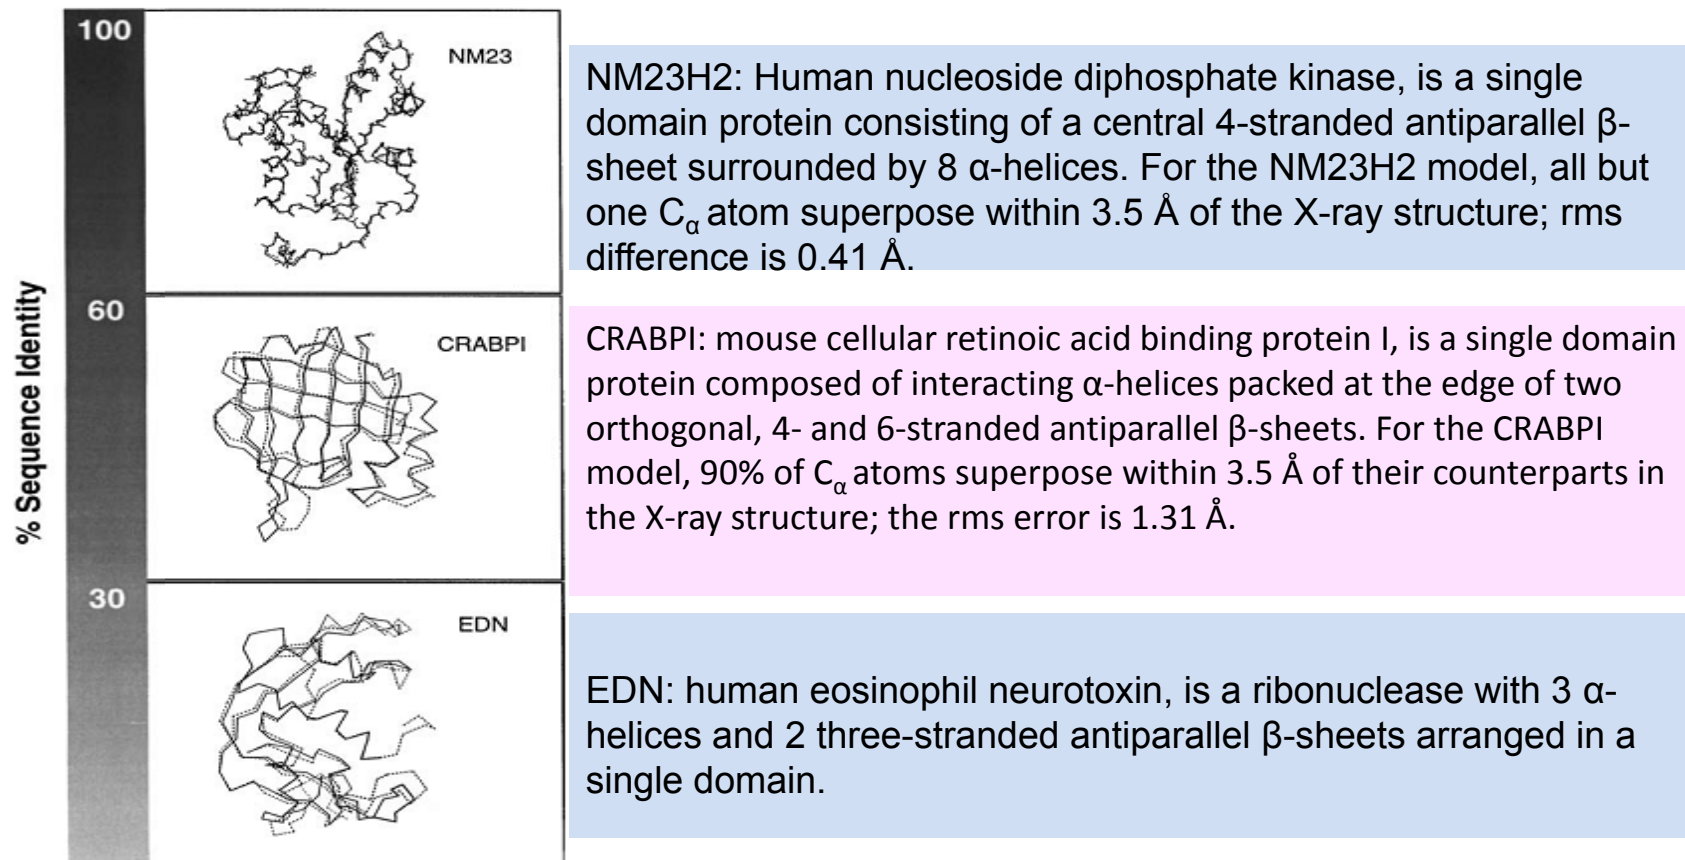 100
NM23
NM23H2: Human nucleoside diphosphate kinase, is a single
domain protein consisting of a central 4-stranded antiparallel β-
sheet surrounded by 8 α-helices. For the NM23H2 model, all but
one Cα atom superpose within 3.5 Å of the X-ray structure; rms
difference is 0.41 Å.
% Sequence Identity
60
CRABPI
CRABPI: mouse cellular retinoic acid binding protein I, is a single domain
protein composed of interacting α-helices packed at the edge of two
orthogonal, 4- and 6-stranded antiparallel β-sheets. For the CRABPI
model, 90% of Cα atoms superpose within 3.5 Å of their counterparts in
the X-ray structure; the rms error is 1.31 Å.
30
EDN
EDN: human eosinophil neurotoxin, is a ribonuclease with 3 α-
helices and 2 three-stranded antiparallel β-sheets arranged in a
single domain.